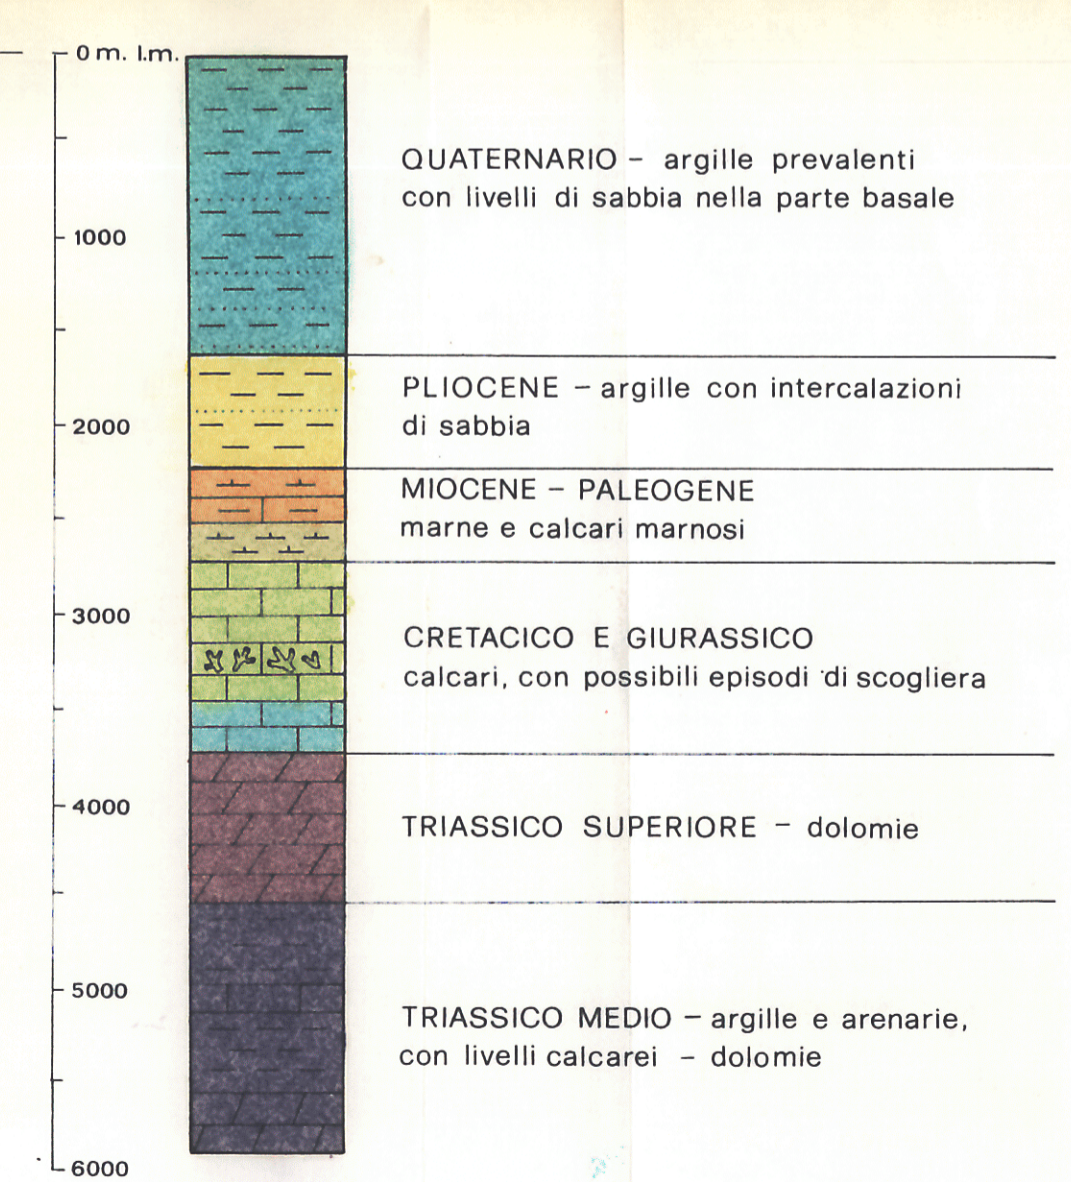 0 m. l.m.
QUATERNARIO - argille prevalenti
con livelli di sabbia nella parte basale
1000
PLIOCENE - argille con intercalazioni
di sabbia
2000
MIOCENE - PALEOGENE
marne e calcari marnosi
3000
CRETACICO E GIURASSICO
calcari, con possibili episodi di scogliera
4000
TRIASSICO SUPERIORE - dolomie
5000
TRIASSICO MEDIO - argille e arenarie,
con livelli calcarei - dolomie
6000